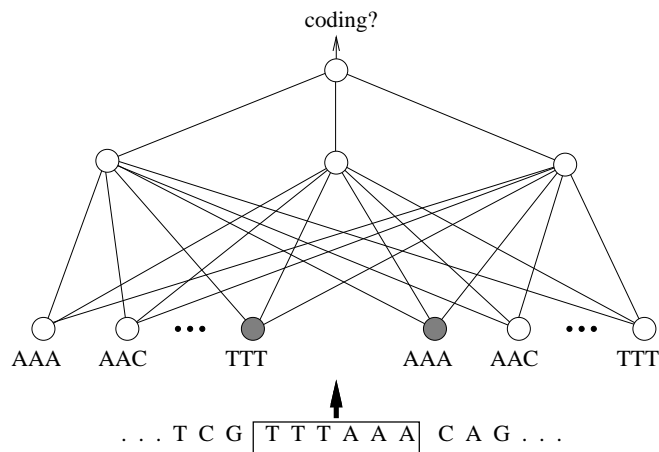 coding?
AAA AAC ... TTT AAA AAC ... TTT
. . . T C G T T T A A A C A G . . .